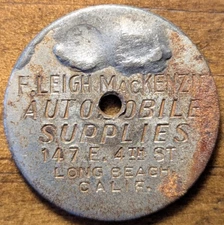 F. LEIGH MACKENZIE
AUTOMOBILE
SUPPLIES
147 E. 4TH ST.
LONG BEACH,
CALIF.